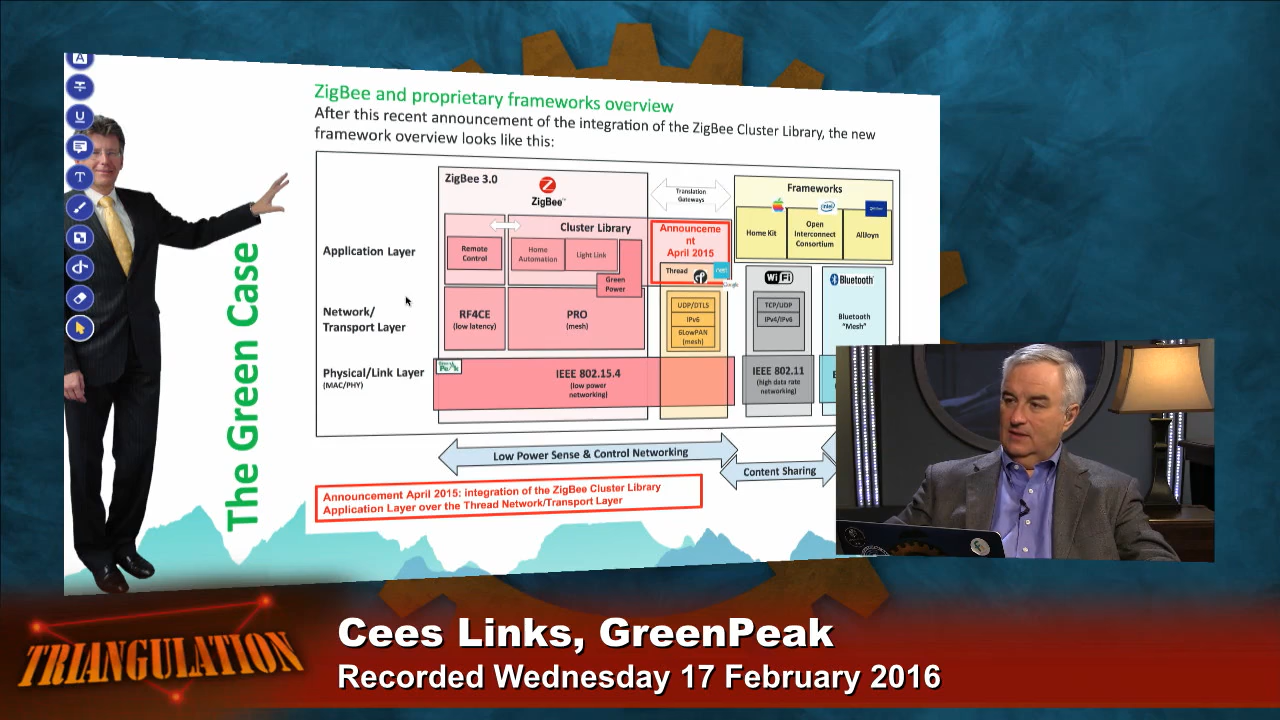 ZigBee and proprietary frameworks overview
After this recent announcement of the integration of the ZigBee Cluster Library, the new
framework overview looks like this:
The Green Case
ZigBee 3.0
ZigBee
Translation
Gateways
Frameworks
Application Layer
Cluster Library
Remote
Control
Home
Automation
Light Link
Green
Power
Announceme
nt
April 2015
Thread
nest
Home Kit
intel
Open
Interconnect
Consortium
AllJoyn
WiFi
Bluetooth
Network/
Transport Layer
RF4CE
(low latency)
PRO
(mesh)
UDP/DTLS
IPv6
6LowPAN
(mesh)
TCP/UDP
IPv4/IPv6
Bluetooth
"Mesh"
Physical/Link Layer
(MAC/PHY)
IEEE 802.15.4
(low power
networking)
IEEE 802.11
(high data rate
networking)
Low Power Sense & Control Networking
Content Sharing
Announcement April 2015: integration of the ZigBee Cluster Library
Application Layer over the Thread Network/Transport Layer
TRIANGULATION
Cees Links, GreenPeak
Recorded Wednesday 17 February 2016